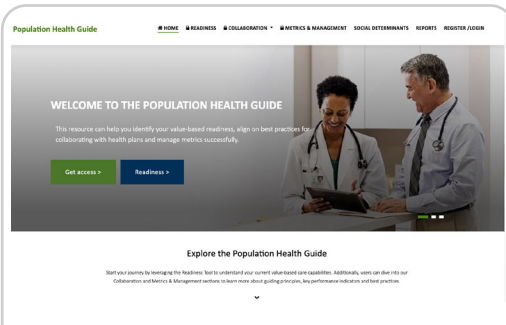 Population Health Guide
HOME READINESS COLLABORATION METRICS & MANAGEMENT SOCIAL DETERMINANTS REPORTS REGISTER /LOGIN
WELCOME TO THE POPULATION HEALTH GUIDE
This resource can help you identify your value-based readiness, align on best practices for
collaborating with health plans and manage metrics successfully.
Get access > Readiness >
Explore the Population Health Guide
Start your journey by leveraging the Readiness Tool to understand your current value-based care capabilities. Additionally, users can dive into our
Collaboration and Metrics & Management sections to learn more about guiding principles, key performance indicators and best practices.